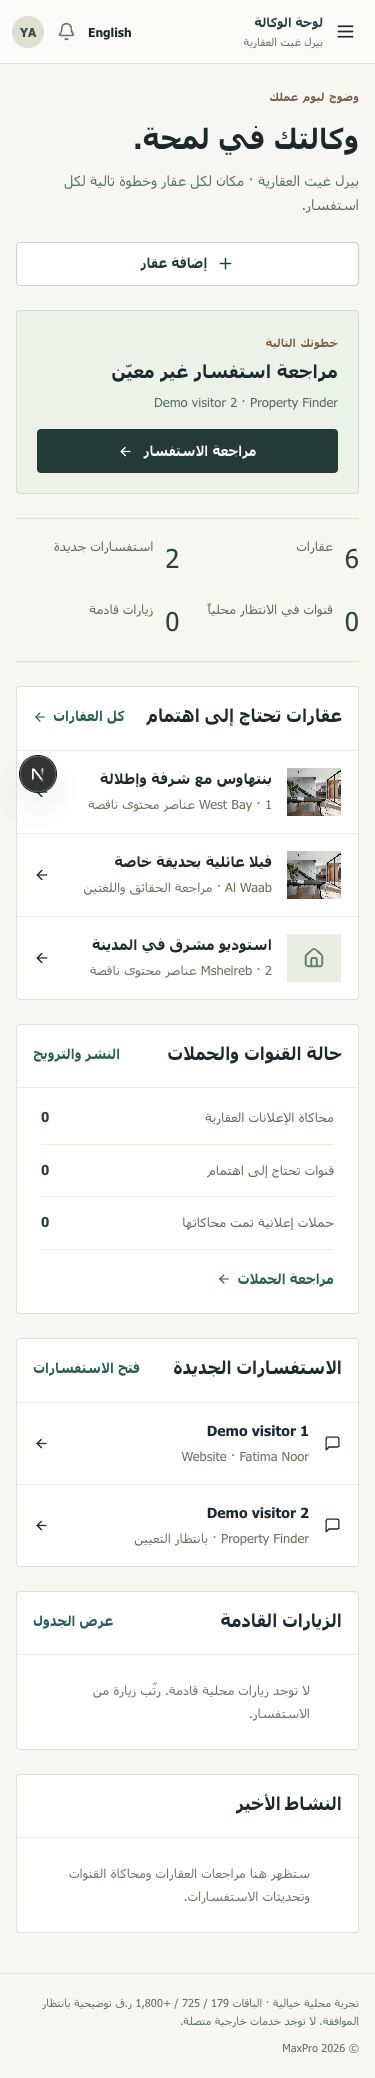 لوحة الوكالة
بيرل غيت العقارية
English
YA
وضوح ليوم عملك
وكالتك في لمحة.
بيرل غيت العقارية · مكان لكل عقار وخطوة تالية لكل
استفسار.
إضافة عقار
خطوتك التالية
مراجعة استفسار غير معيّن
Demo visitor 2 · Property Finder
مراجعة الاستفسار
6 عقارات
2 استفسارات جديدة
0 قنوات في الانتظار محلياً
0 زيارات قادمة
عقارات تحتاج إلى اهتمام
كل العقارات
بنتهاوس مع شرفة وإطلالة
West Bay · 1 عناصر محتوى ناقصة
N
فيلا عائلية بحديقة خاصة
Al Waab · مراجعة الحقائق واللغتين
استوديو مشرق في المدينة
Msheireb · 2 عناصر محتوى ناقصة
حالة القنوات والحملات
النشر والترويج
محاكاة الإعلانات العقارية 0
قنوات تحتاج إلى اهتمام 0
حملات إعلانية تمت محاكاتها 0
مراجعة الحملات
الاستفسارات الجديدة
فتح الاستفسارات
Demo visitor 1
Website · Fatima Noor
Demo visitor 2
Property Finder · بانتظار التعيين
الزيارات القادمة
عرض الجدول
لا توجد زيارات محلية قادمة. رتّب زيارة من
الاستفسار.
النشاط الأخير
ستظهر هنا مراجعات العقارات ومحاكاة القنوات
وتحديثات الاستفسارات.
تجربة محلية خيالية · الباقات 179 / 725 / +1,800 ر.ق توضيحية بانتظار
الموافقة. لا توجد خدمات خارجية متصلة.
© 2026 MaxPro